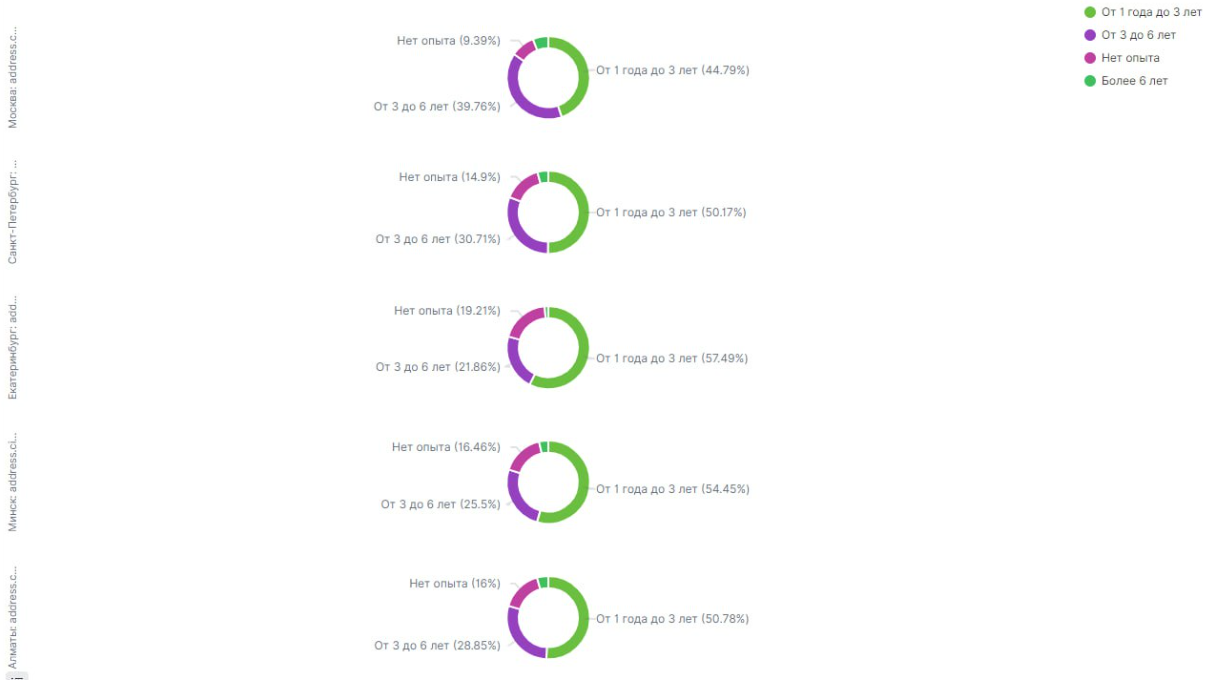 От 1 года до 3 лет
От 3 до 6 лет
Нет опыта
Более 6 лет
Москва: address.c...
Нет опыта (9.39%)
От 1 года до 3 лет (44.79%)
От 3 до 6 лет (39.76%)
Санкт-Петербург: ...
Нет опыта (14.9%)
От 1 года до 3 лет (50.17%)
От 3 до 6 лет (30.71%)
Екатеринбург: add...
Нет опыта (19.21%)
От 1 года до 3 лет (57.49%)
От 3 до 6 лет (21.86%)
Минск: address.ci...
Нет опыта (16.46%)
От 1 года до 3 лет (54.45%)
От 3 до 6 лет (25.5%)
Алматы: address.c...
Нет опыта (16%)
От 1 года до 3 лет (50.78%)
От 3 до 6 лет (28.85%)